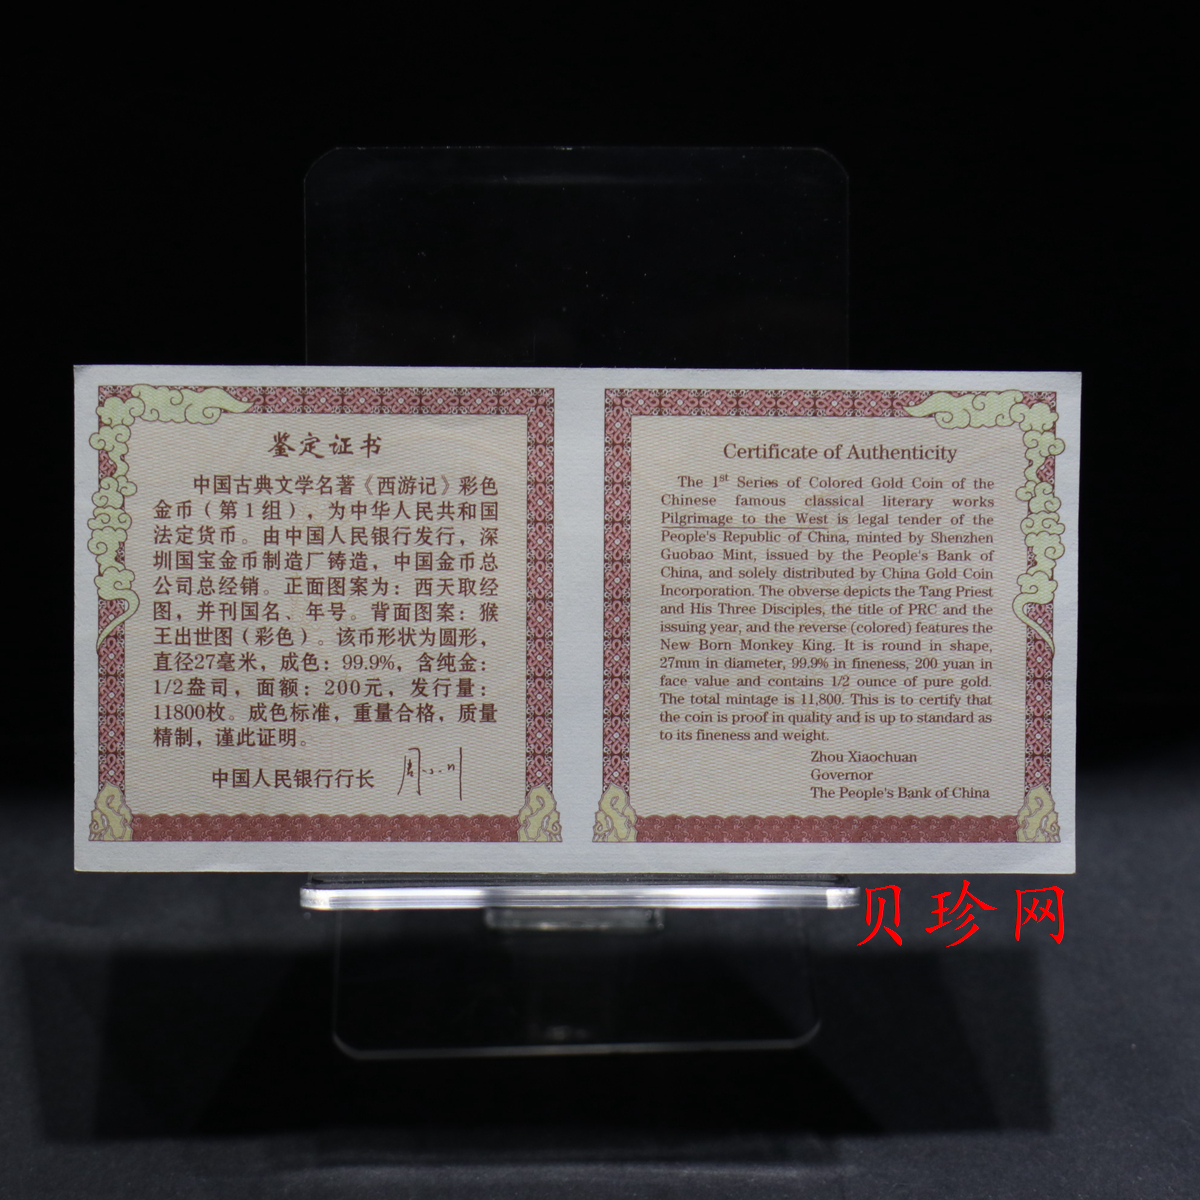 鉴定证书
中国古典文学名著《西游记》彩色
金币（第1组），为中华人民共和国
法定货币。由中国人民银行发行，深
圳国宝金币制造厂铸造，中国金币总
公司总经销。正面图案为：西天取经
图，并刊国名、年号。背面图案：猴
王出世图（彩色）。该币形状为圆形，
直径27毫米，成色：99.9%，含纯金：
1/2盎司，面额：200元，发行量：
11800枚。成色标准，重量合格，质量
精制，谨此证明。
中国人民银行行长 周小川
Certificate of Authenticity
The 1st Series of Colored Gold Coin of the
Chinese famous classical literary works
Pilgrimage to the West is legal tender of the
People's Republic of China, minted by Shenzhen
Guobao Mint, issued by the People's Bank of
China, and solely distributed by China Gold Coin
Incorporation. The obverse depicts the Tang Priest
and His Three Disciples, the title of PRC and the
issuing year, and the reverse (colored) features the
New Born Monkey King. It is round in shape,
27mm in diameter, 99.9% in fineness, 200 yuan in
face value and contains 1/2 ounce of pure gold.
The total mintage is 11,800. This is to certify that
the coin is proof in quality and is up to standard as
to its fineness and weight.
Zhou Xiaochuan
Governor
The People's Bank of China
贝珍网